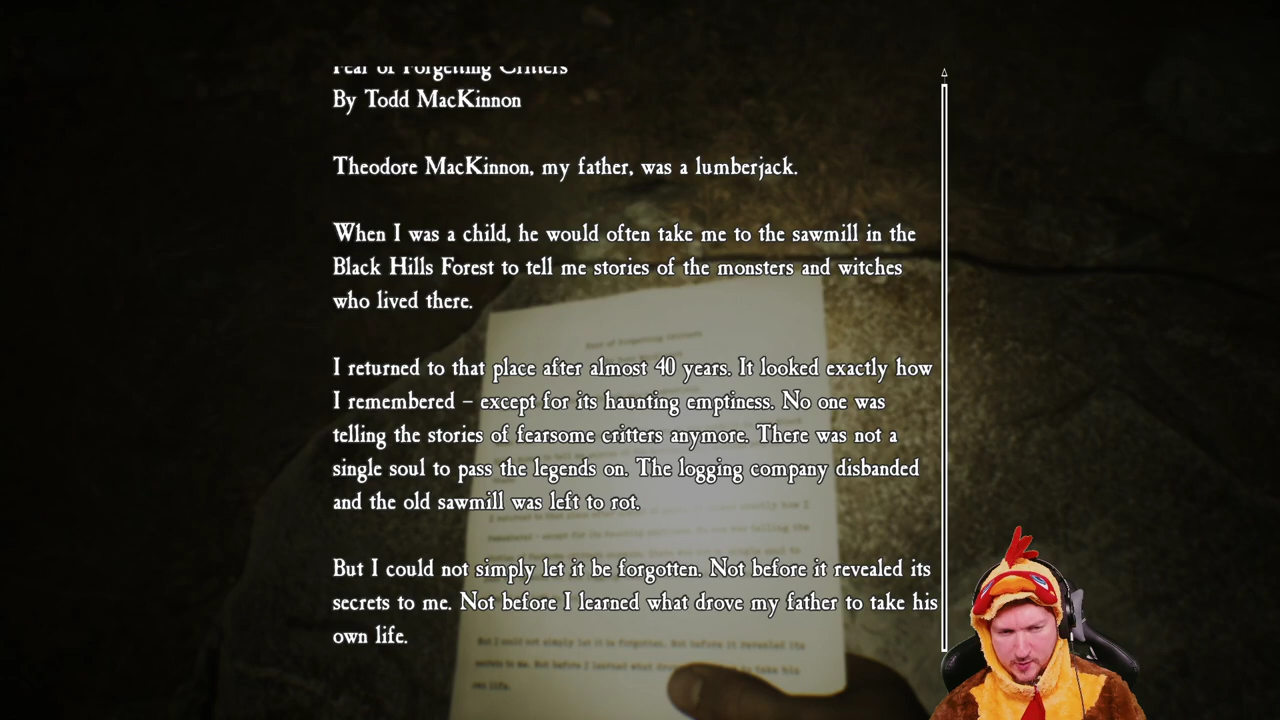 Fear of Forgetting Critters
By Todd MacKinnon
Theodore MacKinnon, my father, was a lumberjack.
When I was a child, he would often take me to the sawmill in the
Black Hills Forest to tell me stories of the monsters and witches
who lived there.
I returned to that place after almost 40 years. It looked exactly how
I remembered – except for its haunting emptiness. No one was
telling the stories of fearsome critters anymore. There was not a
single soul to pass the legends on. The logging company disbanded
and the old sawmill was left to rot.
But I could not simply let it be forgotten. Not before it revealed its
secrets to me. Not before I learned what drove my father to take his
own life.